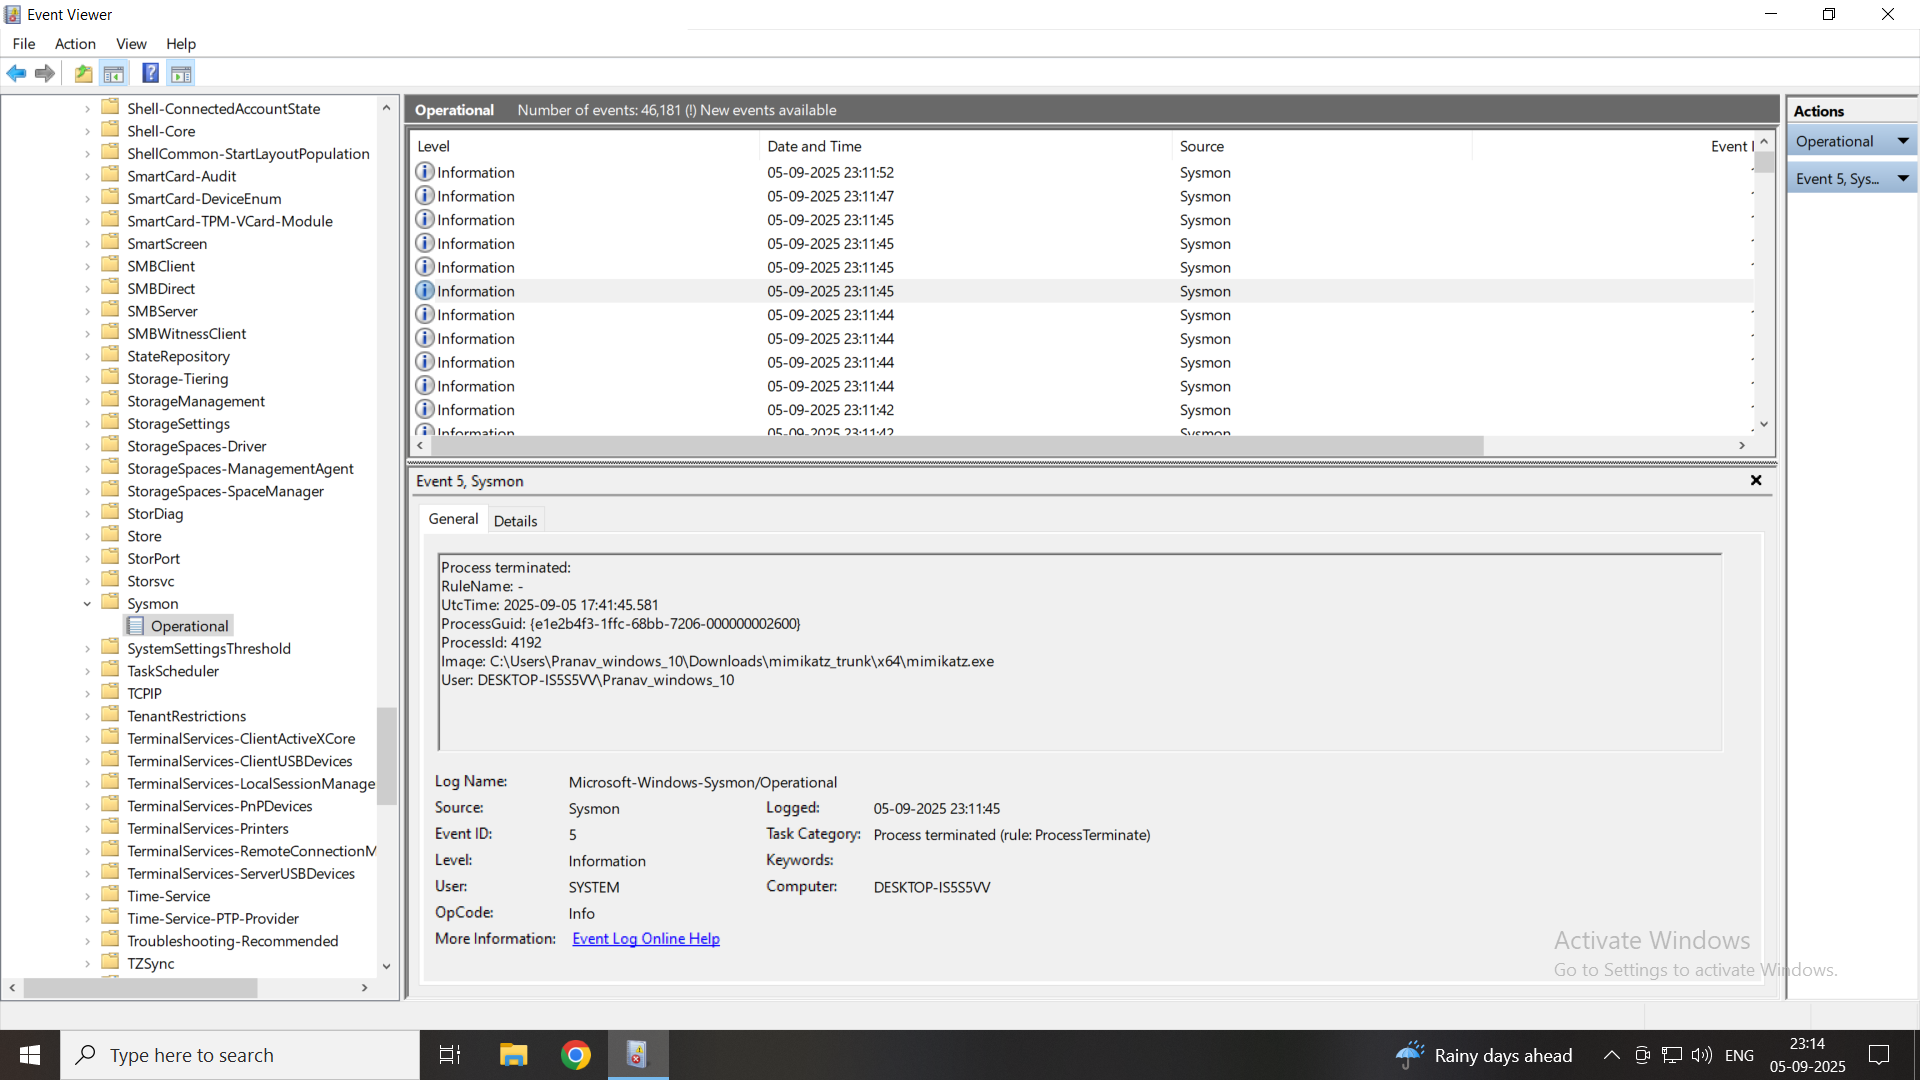 Event Viewer
File Action View Help
Shell-ConnectedAccountState
Shell-Core
ShellCommon-StartLayoutPopulation
SmartCard-Audit
SmartCard-DeviceEnum
SmartCard-TPM-VCard-Module
SmartScreen
SMBClient
SMBDirect
SMBServer
SMBWitnessClient
StateRepository
Storage-Tiering
StorageManagement
StorageSettings
StorageSpaces-Driver
StorageSpaces-ManagementAgent
StorageSpaces-SpaceManager
StorDiag
Store
StorPort
Storsvc
Sysmon
Operational
SystemSettingsThreshold
TaskScheduler
TCPIP
TenantRestrictions
TerminalServices-ClientActiveXCore
TerminalServices-ClientUSBDevices
TerminalServices-LocalSessionManage
TerminalServices-PnPDevices
TerminalServices-Printers
TerminalServices-RemoteConnectionM
TerminalServices-ServerUSBDevices
Time-Service
Time-Service-PTP-Provider
Troubleshooting-Recommended
TZSync
Operational Number of events: 46,181 (!) New events available
Level Date and Time Source Event I
Information 05-09-2025 23:11:52 Sysmon
Information 05-09-2025 23:11:47 Sysmon
Information 05-09-2025 23:11:45 Sysmon
Information 05-09-2025 23:11:45 Sysmon
Information 05-09-2025 23:11:45 Sysmon
Information 05-09-2025 23:11:45 Sysmon
Information 05-09-2025 23:11:44 Sysmon
Information 05-09-2025 23:11:44 Sysmon
Information 05-09-2025 23:11:44 Sysmon
Information 05-09-2025 23:11:44 Sysmon
Information 05-09-2025 23:11:42 Sysmon
Information 05-09-2025 23:11:42 Sysmon
Event 5, Sysmon
General Details
Process terminated:
RuleName: -
UtcTime: 2025-09-05 17:41:45.581
ProcessGuid: {e1e2b4f3-1ffc-68bb-7206-000000002600}
ProcessId: 4192
Image: C:\Users\Pranav_windows_10\Downloads\mimikatz_trunk\x64\mimikatz.exe
User: DESKTOP-IS5S5VV\Pranav_windows_10
Log Name: Microsoft-Windows-Sysmon/Operational
Source: Sysmon Logged: 05-09-2025 23:11:45
Event ID: 5 Task Category: Process terminated (rule: ProcessTerminate)
Level: Information Keywords:
User: SYSTEM Computer: DESKTOP-IS5S5VV
OpCode: Info
More Information: Event Log Online Help
Actions
Operational
Event 5, Sys...
Activate Windows
Go to Settings to activate Windows.
Type here to search
Rainy days ahead
ENG
23:14
05-09-2025